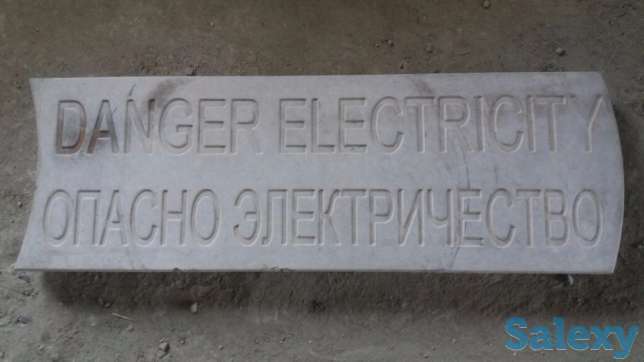 DANGER ELECTRICITY
ОПАСНО ЭЛЕКТРИЧЕСТВО
Salexy